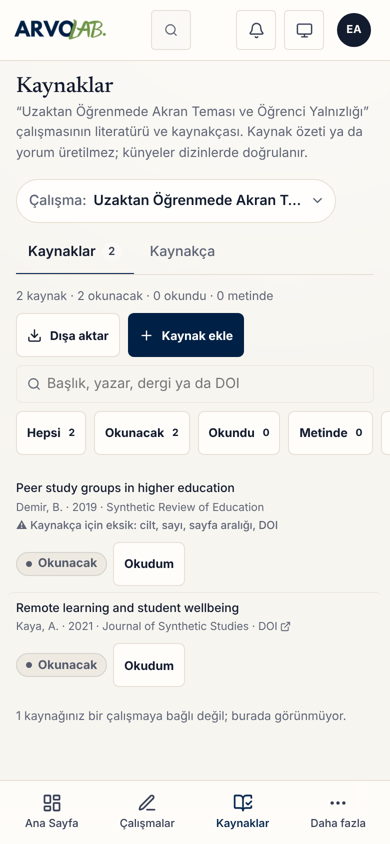 ARVOLAB.
EA
Kaynaklar
“Uzaktan Öğrenmede Akran Teması ve Öğrenci Yalnızlığı”
çalışmasının literatürü ve kaynakçası. Kaynak özeti ya da
yorum üretilmez; künyeler dizinlerde doğrulanır.
Çalışma: Uzaktan Öğrenmede Akran T...
Kaynaklar 2 Kaynakça
2 kaynak · 2 okunacak · 0 okundu · 0 metinde
Dışa aktar + Kaynak ekle
Başlık, yazar, dergi ya da DOI
Hepsi 2 Okunacak 2 Okundu 0 Metinde 0
Peer study groups in higher education
Demir, B. · 2019 · Synthetic Review of Education
Kaynakça için eksik: cilt, sayı, sayfa aralığı, DOI
Okunacak Okudum
Remote learning and student wellbeing
Kaya, A. · 2021 · Journal of Synthetic Studies · DOI
Okunacak Okudum
1 kaynağınız bir çalışmaya bağlı değil; burada görünmüyor.
Ana Sayfa Çalışmalar Kaynaklar Daha fazla